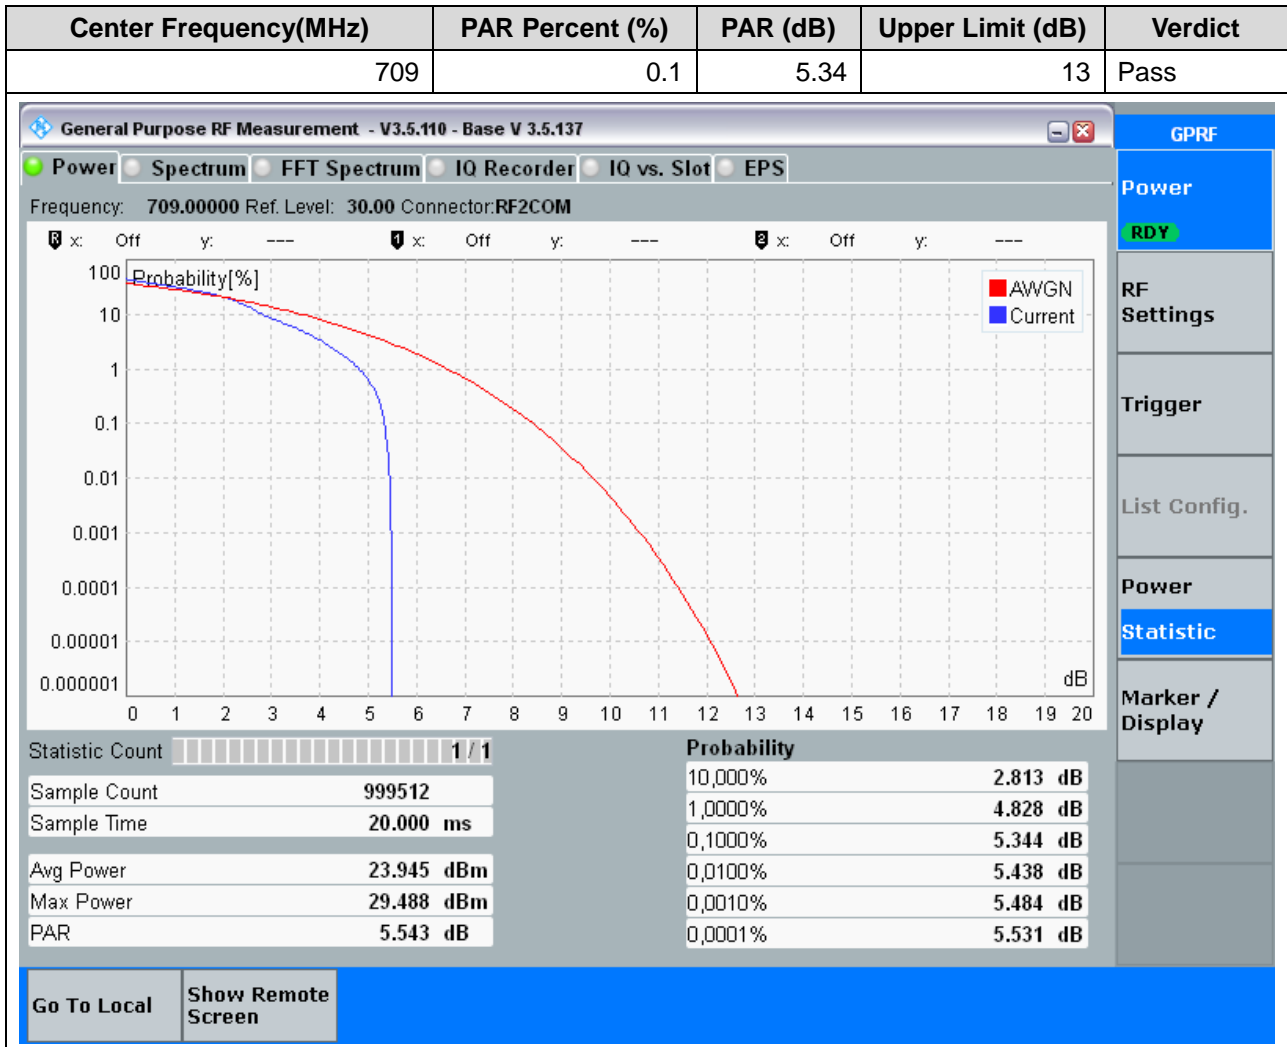 Center Frequency(MHz) PAR Percent (%) PAR (dB) Upper Limit (dB) Verdict
709 0.1 5.34 13 Pass
General Purpose RF Measurement - V3.5.110 - Base V 3.5.137
GPRF
Power Spectrum FFT Spectrum IQ Recorder IQ vs. Slot EPS
Frequency: 709.00000 Ref. Level: 30.00 Connector:RF2COM
R x: Off y: --- 1 x: Off y: --- 2 x: Off y: ---
Probability[%]
100
10
1
0.1
0.01
0.001
0.0001
0.00001
0.000001
AWGN
Current
dB
0 1 2 3 4 5 6 7 8 9 10 11 12 13 14 15 16 17 18 19 20
Statistic Count 1 / 1
Sample Count 999512
Sample Time 20.000 ms
Avg Power 23.945 dBm
Max Power 29.488 dBm
PAR 5.543 dB
Probability
10,000% 2.813 dB
1,0000% 4.828 dB
0,1000% 5.344 dB
0,0100% 5.438 dB
0,0010% 5.484 dB
0,0001% 5.531 dB
Power
RDY
RF
Settings
Trigger
List Config.
Power
Statistic
Marker /
Display
Go To Local
Show Remote
Screen